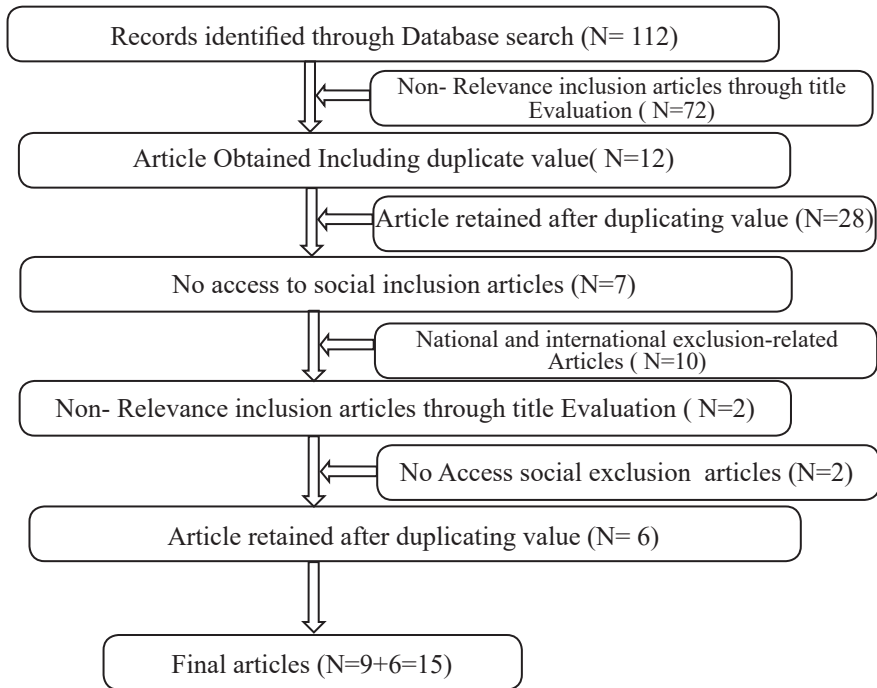 Records identified through Database search (N= 112)
Non- Relevance inclusion articles through title
Evaluation ( N=72)
Article Obtained Including duplicate value( N=12)
Article retained after duplicating value (N=28)
No access to social inclusion articles (N=7)
National and international exclusion-related
Articles ( N=10)
Non- Relevance inclusion articles through title Evaluation ( N=2)
No Access social exclusion articles (N=2)
Article retained after duplicating value (N= 6)
Final articles (N=9+6=15)